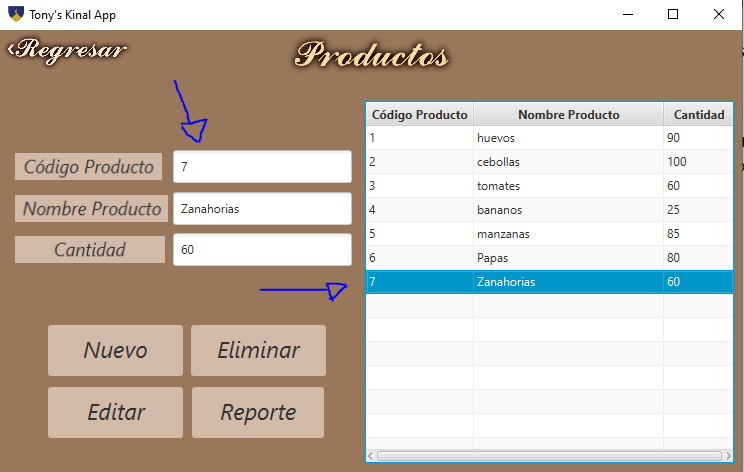 Tony's Kinal App
‹Regresar
Productos
Código Producto 7
Nombre Producto Zanahorias
Cantidad 60
Nuevo Eliminar
Editar Reporte
Código Producto Nombre Producto Cantidad
1 huevos 90
2 cebollas 100
3 tomates 60
4 bananos 25
5 manzanas 85
6 Papas 80
7 Zanahorias 60